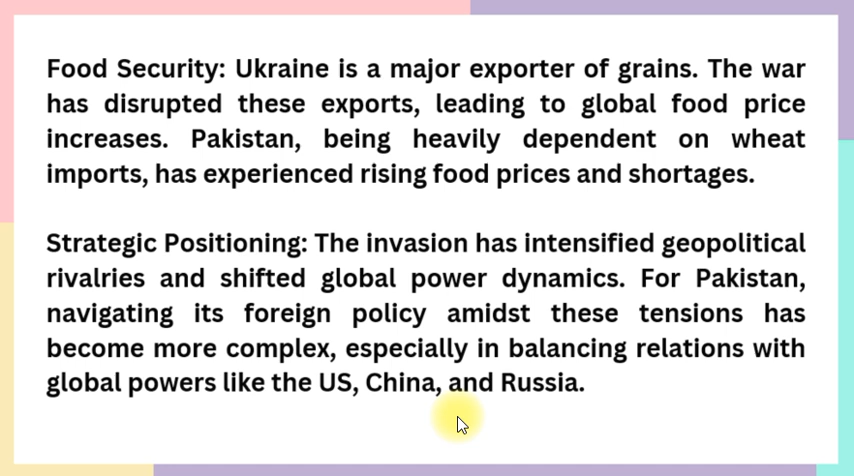 Food Security: Ukraine is a major exporter of grains. The war
has disrupted these exports, leading to global food price
increases. Pakistan, being heavily dependent on wheat
imports, has experienced rising food prices and shortages.
Strategic Positioning: The invasion has intensified geopolitical
rivalries and shifted global power dynamics. For Pakistan,
navigating its foreign policy amidst these tensions has
become more complex, especially in balancing relations with
global powers like the US, China, and Russia.